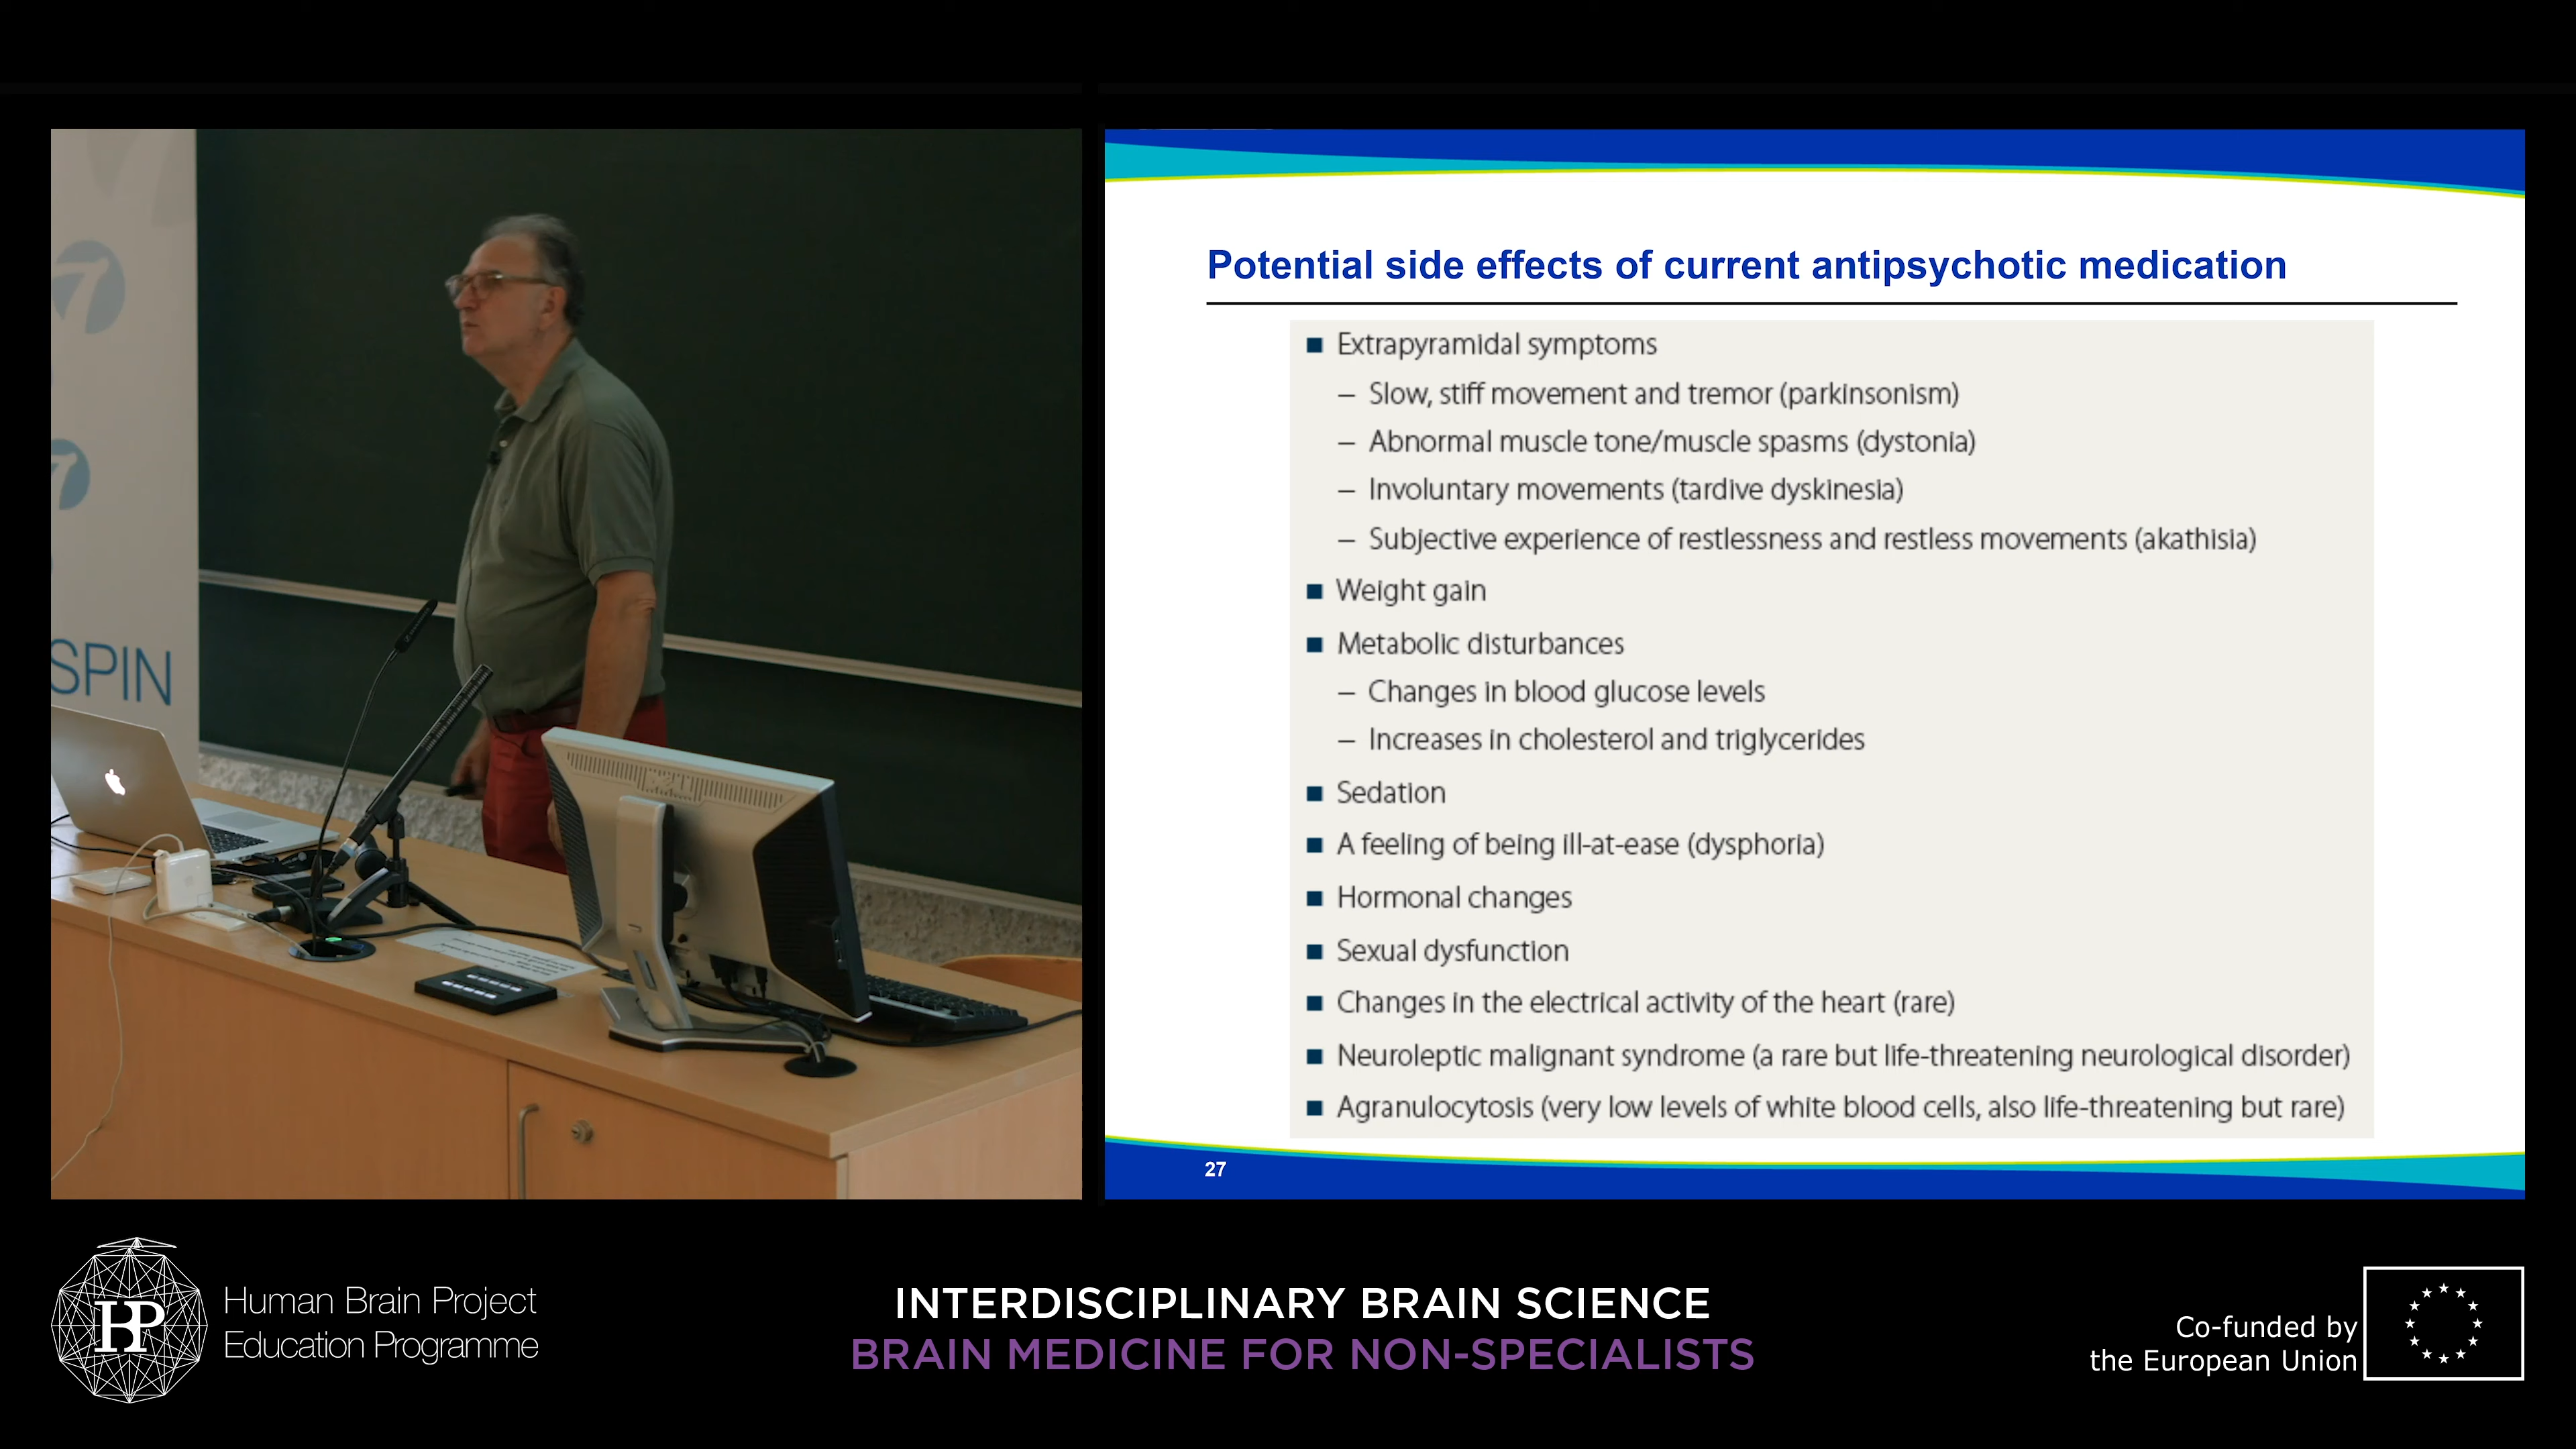 SPIN
Potential side effects of current antipsychotic medication
■ Extrapyramidal symptoms
– Slow, stiff movement and tremor (parkinsonism)
– Abnormal muscle tone/muscle spasms (dystonia)
– Involuntary movements (tardive dyskinesia)
– Subjective experience of restlessness and restless movements (akathisia)
■ Weight gain
■ Metabolic disturbances
– Changes in blood glucose levels
– Increases in cholesterol and triglycerides
■ Sedation
■ A feeling of being ill-at-ease (dysphoria)
■ Hormonal changes
■ Sexual dysfunction
■ Changes in the electrical activity of the heart (rare)
■ Neuroleptic malignant syndrome (a rare but life-threatening neurological disorder)
■ Agranulocytosis (very low levels of white blood cells, also life-threatening but rare)
27
HBP
Human Brain Project
Education Programme
INTERDISCIPLINARY BRAIN SCIENCE
BRAIN MEDICINE FOR NON-SPECIALISTS
Co-funded by
the European Union